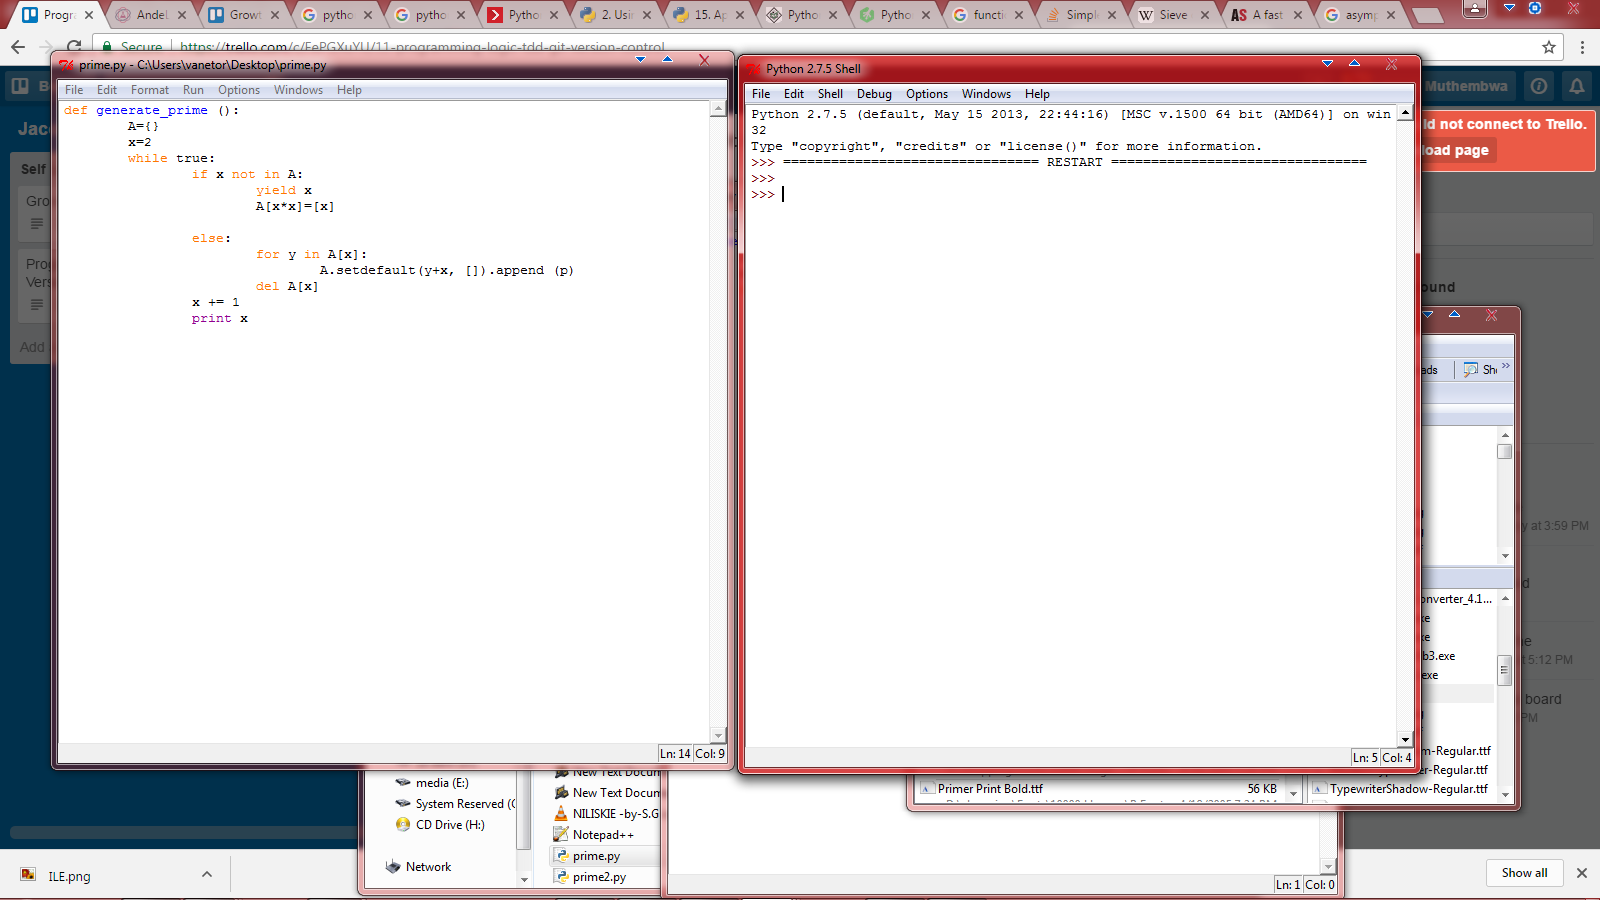 Progr
Andel
Growt
pytho
pytho
Pytho
2. Usin
15. Ap
Pytho
Pytho
functi
Simple
Sieve
A fast
asymp
Secure
https://trello.com/c/FePGXuYU/11-programming-logic-tdd-git-version-control
Muthembwa
ld not connect to Trello.
load page
Self
Add
prime.py - C:\Users\vanetor\Desktop\prime.py
File Edit Format Run Options Windows Help
def generate_prime ():
A={}
x=2
while true:
if x not in A:
yield x
A[x*x]=[x]
else:
for y in A[x]:
A.setdefault(y+x, []).append (p)
del A[x]
x += 1
print x
Ln: 14 Col: 9
Python 2.7.5 Shell
File Edit Shell Debug Options Windows Help
Python 2.7.5 (default, May 15 2013, 22:44:16) [MSC v.1500 64 bit (AMD64)] on win
32
Type "copyright", "credits" or "license()" for more information.
>>> ================================ RESTART ================================
>>>
>>>
Ln: 5 Col: 4
ound
ads
Sh
y at 3:59 PM
onverter_4.1...
b3.exe
.exe
5:12 PM
board
PM
m-Regular.ttf
er-Regular.ttf
TypewriterShadow-Regular.ttf
Primer Print Bold.ttf 56 KB
media (E:)
System Reserved (
CD Drive (H:)
Network
New Text Docum
New Text Docum
NILISKIE -by-S.G
Notepad++
prime.py
prime2.py
Ln: 1 Col: 0
ILE.png
Show all